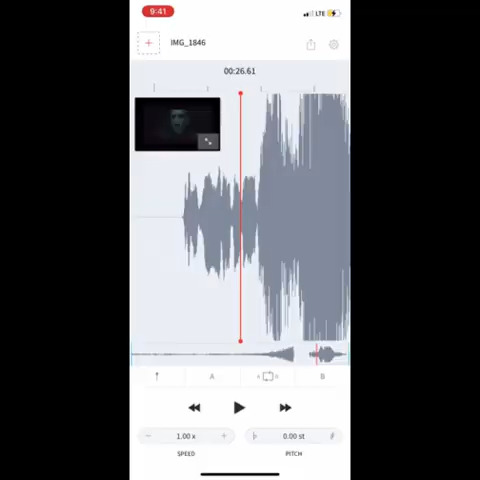 9:41
LTE
+
IMG_1846
00:26.61
A
B
− 1.00 x +
0.00 st
SPEED
PITCH